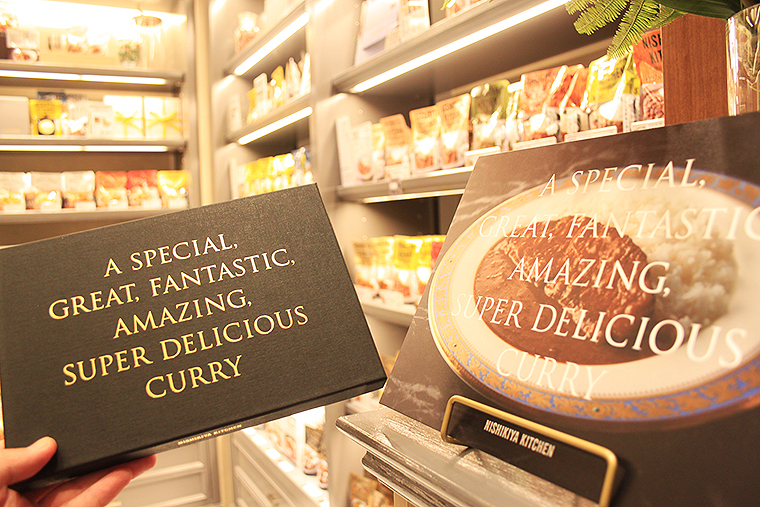 A SPECIAL,
GREAT, FANTASTIC,
AMAZING,
SUPER DELICIOUS
CURRY
NISHIKIYA KITCHEN
A SPECIAL,
GREAT, FANTASTIC
AMAZING,
SUPER DELICIOUS
CURRY
NISHIKIYA KITCHEN